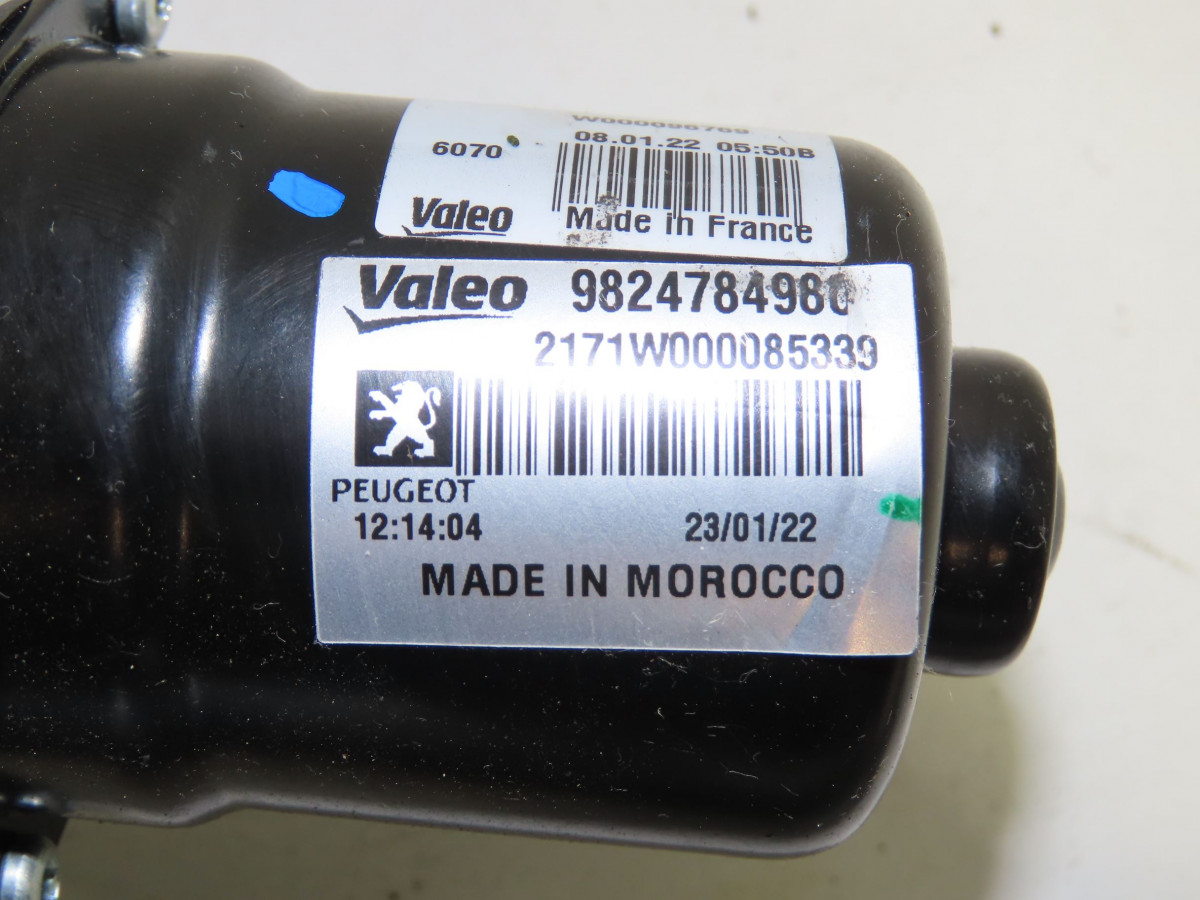 6070
08.01.22 05:50B
Valeo
Made in France
Valeo 9824784980
2171W000085339
PEUGEOT
12:14:04 23/01/22
MADE IN MOROCCO